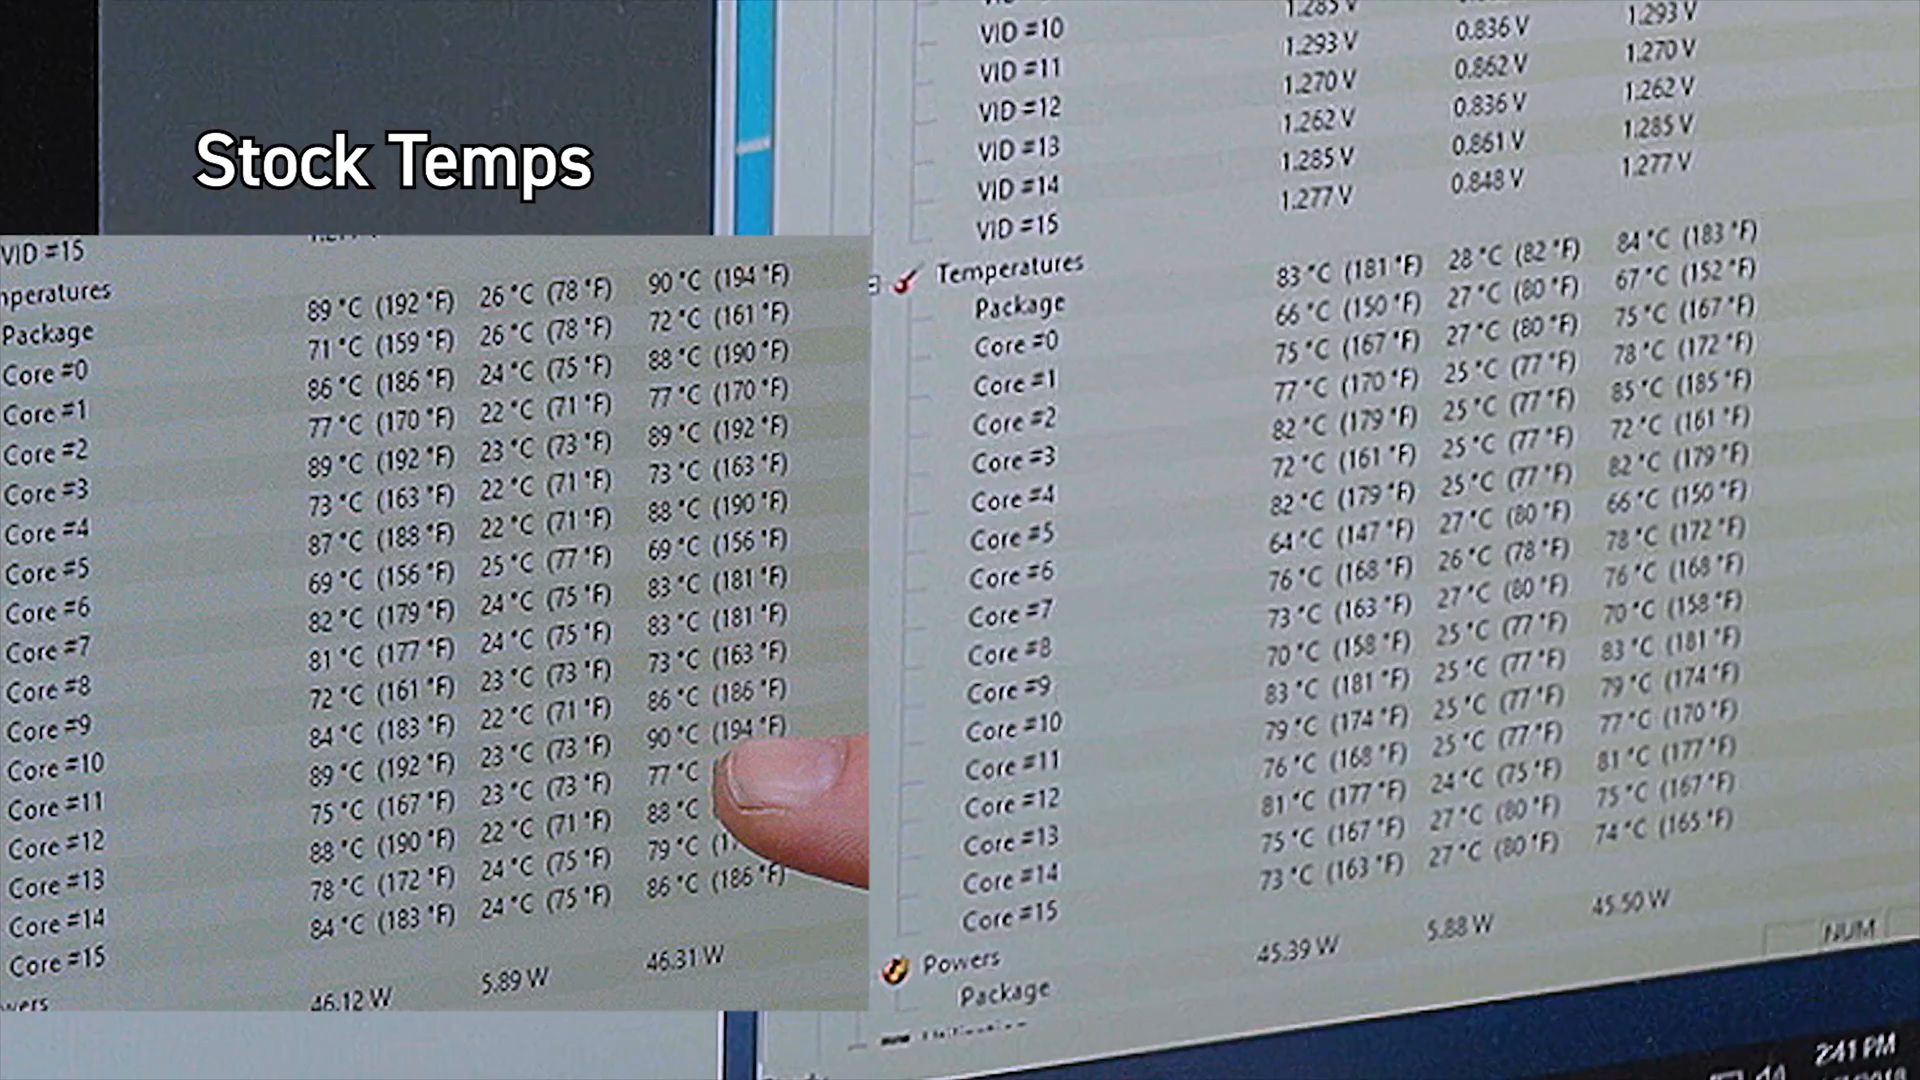 Stock Temps
VID #15
mperatures
Package 89 °C (192 °F) 26 °C (78 °F) 90 °C (194 °F)
Core #0 71 °C (159 °F) 26 °C (78 °F) 72 °C (161 °F)
Core #1 86 °C (186 °F) 24 °C (75 °F) 88 °C (190 °F)
Core #2 77 °C (170 °F) 22 °C (71 °F) 77 °C (170 °F)
Core #3 89 °C (192 °F) 23 °C (73 °F) 89 °C (192 °F)
Core #4 73 °C (163 °F) 22 °C (71 °F) 73 °C (163 °F)
Core #5 87 °C (188 °F) 22 °C (71 °F) 88 °C (190 °F)
Core #6 69 °C (156 °F) 25 °C (77 °F) 69 °C (156 °F)
Core #7 82 °C (179 °F) 24 °C (75 °F) 83 °C (181 °F)
Core #8 81 °C (177 °F) 24 °C (75 °F) 83 °C (181 °F)
Core #9 72 °C (161 °F) 23 °C (73 °F) 73 °C (163 °F)
Core #10 84 °C (183 °F) 22 °C (71 °F) 86 °C (186 °F)
Core #11 89 °C (192 °F) 23 °C (73 °F) 90 °C (194 °F)
Core #12 75 °C (167 °F) 23 °C (73 °F) 77 °C
Core #13 88 °C (190 °F) 22 °C (71 °F) 88 °C
Core #14 78 °C (172 °F) 24 °C (75 °F) 79 °C
Core #15 84 °C (183 °F) 24 °C (75 °F) 86 °C (186 °F)
wers
46.12 W 5.89 W 46.31 W
VID #10 1.285 V
VID #11 1.293 V 0.836 V 1.293 V
VID #12 1.270 V 0.862 V 1.270 V
VID #13 1.262 V 0.836 V 1.262 V
VID #14 1.285 V 0.861 V 1.285 V
VID #15 1.277 V 0.848 V 1.277 V
Temperatures
Package 83 °C (181 °F) 28 °C (82 °F) 84 °C (183 °F)
Core #0 66 °C (150 °F) 27 °C (80 °F) 67 °C (152 °F)
Core #1 75 °C (167 °F) 27 °C (80 °F) 75 °C (167 °F)
Core #2 77 °C (170 °F) 25 °C (77 °F) 78 °C (172 °F)
Core #3 82 °C (179 °F) 25 °C (77 °F) 85 °C (185 °F)
Core #4 72 °C (161 °F) 25 °C (77 °F) 72 °C (161 °F)
Core #5 82 °C (179 °F) 25 °C (77 °F) 82 °C (179 °F)
Core #6 64 °C (147 °F) 27 °C (80 °F) 66 °C (150 °F)
Core #7 76 °C (168 °F) 26 °C (78 °F) 78 °C (172 °F)
Core #8 73 °C (163 °F) 27 °C (80 °F) 76 °C (168 °F)
Core #9 70 °C (158 °F) 25 °C (77 °F) 70 °C (158 °F)
Core #10 83 °C (181 °F) 25 °C (77 °F) 83 °C (181 °F)
Core #11 79 °C (174 °F) 25 °C (77 °F) 79 °C (174 °F)
Core #12 76 °C (168 °F) 25 °C (77 °F) 77 °C (170 °F)
Core #13 81 °C (177 °F) 24 °C (75 °F) 81 °C (177 °F)
Core #14 75 °C (167 °F) 27 °C (80 °F) 75 °C (167 °F)
Core #15 73 °C (163 °F) 27 °C (80 °F) 74 °C (165 °F)
Powers
Package 45.39 W 5.88 W 45.50 W
NUM
2:41 PM